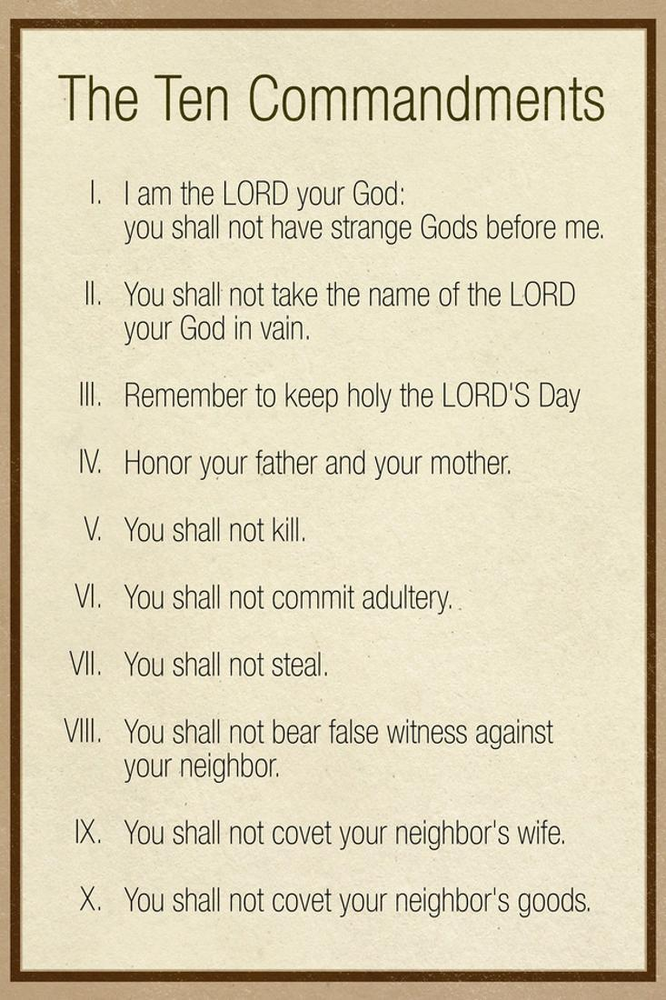 The Ten Commandments
I. I am the LORD your God:
you shall not have strange Gods before me.
II. You shall not take the name of the LORD
your God in vain.
III. Remember to keep holy the LORD'S Day
IV. Honor your father and your mother.
V. You shall not kill.
VI. You shall not commit adultery.
VII. You shall not steal.
VIII. You shall not bear false witness against
your neighbor.
IX. You shall not covet your neighbor's wife.
X. You shall not covet your neighbor's goods.